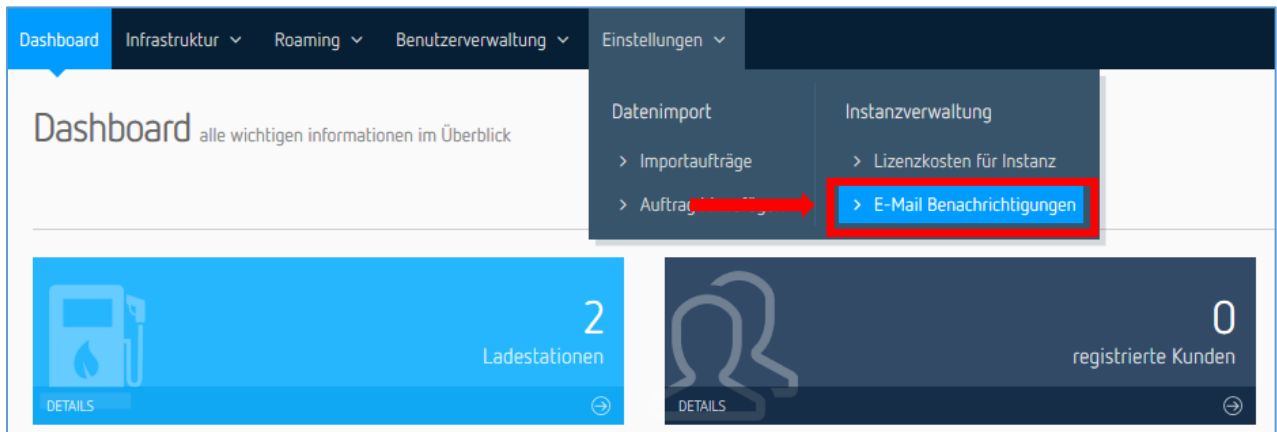 Dashboard Infrastruktur Roaming Benutzerverwaltung Einstellungen
Datenimport
Importaufträge
Auftrag
Instanzverwaltung
Lizenzkosten für Instanz
E-Mail Benachrichtigungen
Dashboard alle wichtigen informationen im Überblick
2
Ladestationen
DETAILS
0
registrierte Kunden
DETAILS